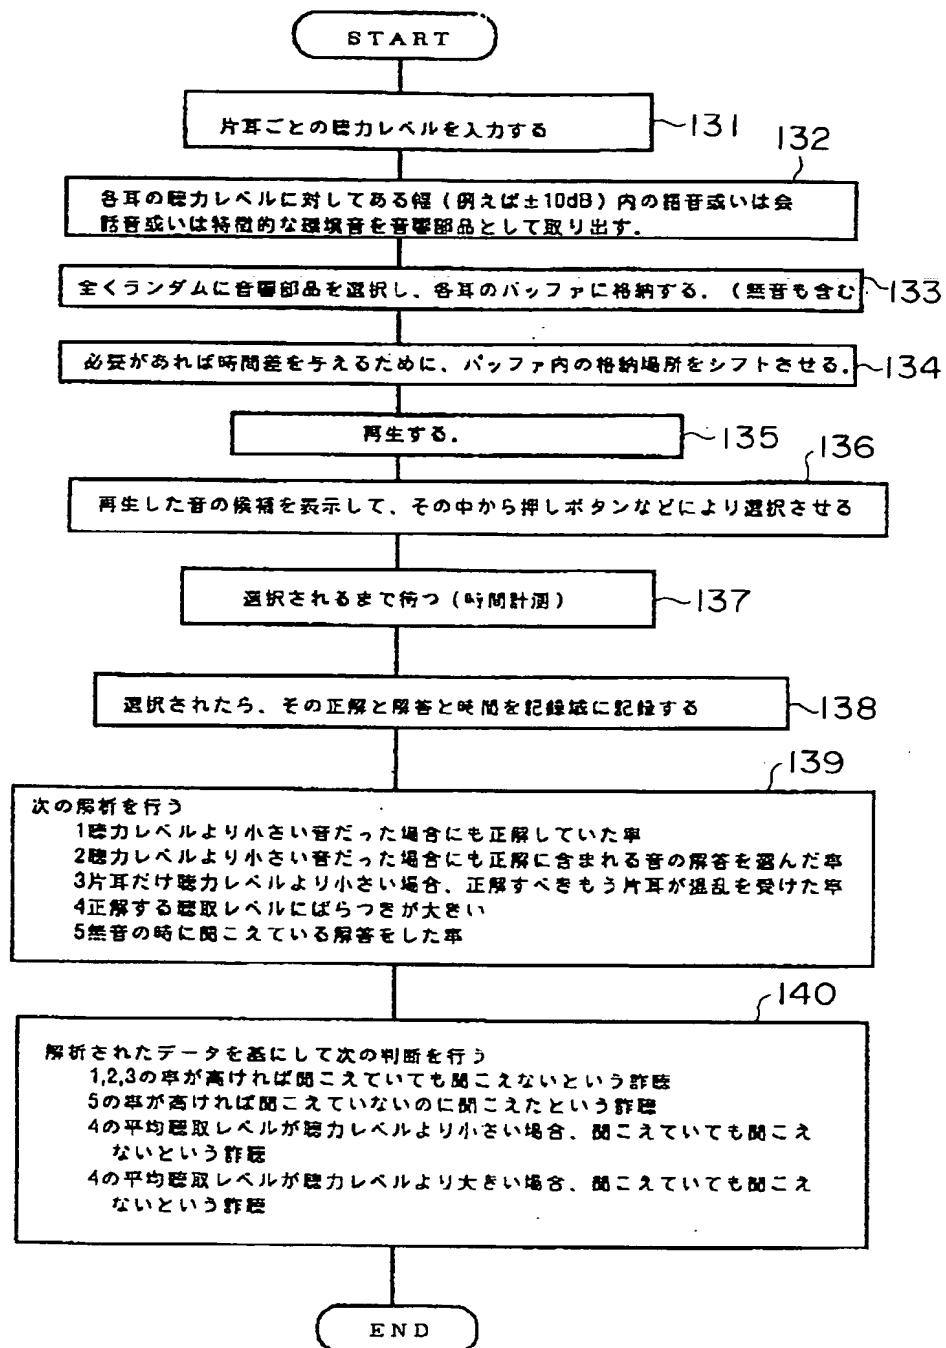 START
片耳ごとの聴力レベルを入力する
131
132
各耳の聴力レベルに対してある幅(例えば±10dB)内の語音或いは会
話音或いは特徴的な環境音を音響部品として取り出す。
全くランダムに音響部品を選択し、各耳のバッファに格納する。(無音も含む
133
必要があれば時間差を与えるために、バッファ内の格納場所をシフトさせる。
134
再生する。
135
136
再生した音の候補を表示して、その中から押しボタンなどにより選択させる
選択されるまで待つ(時間計測)
137
選択されたら、その正解と解答と時間を記録域に記録する
138
139
次の解析を行う
1聴力レベルより小さい音だった場合にも正解していた率
2聴力レベルより小さい音だった場合にも正解に含まれる音の解答を選んだ率
3片耳だけ聴力レベルより小さい場合、正解すべきもう片耳が混乱を受けた率
4正解する聴取レベルにばらつきが大きい
5無音の時に聞こえている解答をした率
140
解析されたデータを基にして次の判断を行う
1,2,3の率が高ければ聞こえていても聞こえないという詐聴
5の率が高ければ聞こえていないのに聞こえたという詐聴
4の平均聴取レベルが聴力レベルより小さい場合、聞こえていても聞こえ
ないという詐聴
4の平均聴取レベルが聴力レベルより大きい場合、聞こえていても聞こえ
ないという詐聴
END